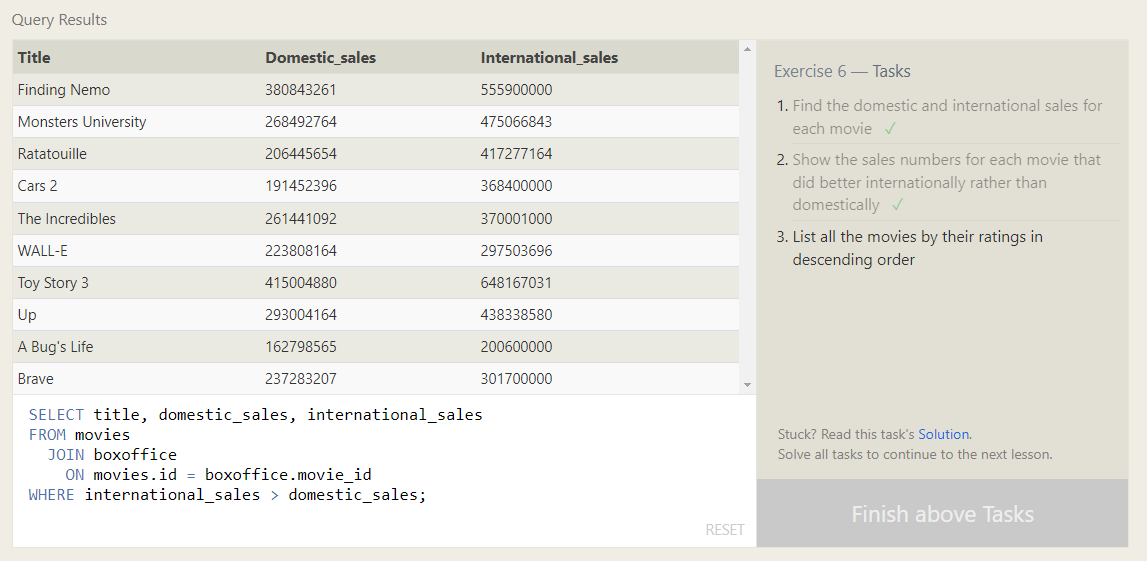 Query Results
Title Domestic_sales International_sales
Finding Nemo 380843261 555900000
Monsters University 268492764 475066843
Ratatouille 206445654 417277164
Cars 2 191452396 368400000
The Incredibles 261441092 370001000
WALL-E 223808164 297503696
Toy Story 3 415004880 648167031
Up 293004164 438338580
A Bug's Life 162798565 200600000
Brave 237283207 301700000
SELECT title, domestic_sales, international_sales
FROM movies
JOIN boxoffice
ON movies.id = boxoffice.movie_id
WHERE international_sales > domestic_sales;
RESET
Exercise 6 — Tasks
1. Find the domestic and international sales for
each movie ✓
2. Show the sales numbers for each movie that
did better internationally rather than
domestically ✓
3. List all the movies by their ratings in
descending order
Stuck? Read this task's Solution.
Solve all tasks to continue to the next lesson.
Finish above Tasks